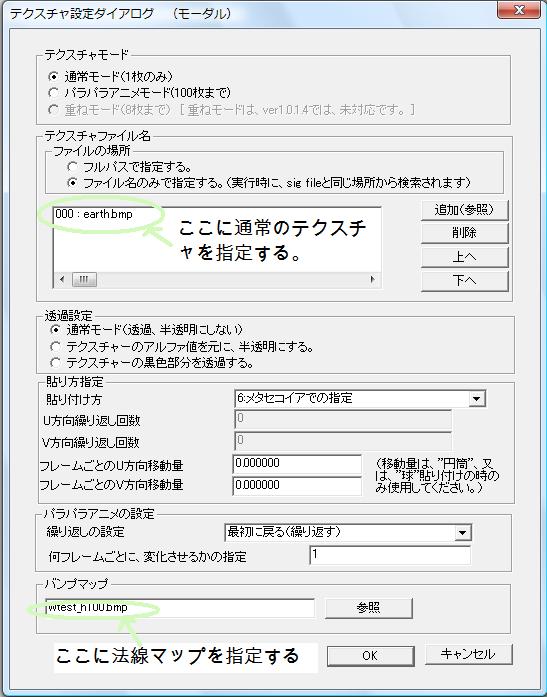 テクスチャ設定ダイアログ　（モーダル）
テクスチャモード
通常モード(1枚のみ)
パラパラアニメモード(100枚まで)
重ねモード(8枚まで) [ 重ねモードは、ver1.0.1.4では、未対応です。]
テクスチャファイル名
ファイルの場所
フルパスで指定する。
ファイル名のみで指定する。(実行時に、sig fileと同じ場所から検索されます)
000 : earth.bmp
ここに通常のテクスチ
ャを指定する。
追加(参照)
削除
上へ
下へ
透過設定
通常モード(透過、半透明にしない)
テクスチャーのアルファ値を元に、半透明にする。
テクスチャーの黒色部分を透過する。
貼り方指定
貼り付け方
6:メタセコイアでの指定
U方向繰り返し回数
0
V方向繰り返し回数
0
フレームごとのU方向移動量
0.000000
フレームごとのV方向移動量
0.000000
(移動量は、”円筒”、又
は、”球”貼り付けの時の
み使用してください。)
パラパラアニメの設定
繰り返しの設定
最初に戻る(繰り返す)
何フレームごとに、変化させるかの指定
1
バンプマップ
wtest_h100.bmp
参照
ここに法線マップを指定する
OK
キャンセル